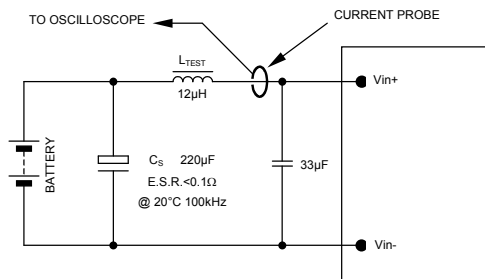 TO OSCILLOSCOPE
CURRENT PROBE
LTEST
12μH
Vin+
BATTERY
CS 220μF
E.S.R.<0.1Ω
@ 20°C 100kHz
33μF
Vin-